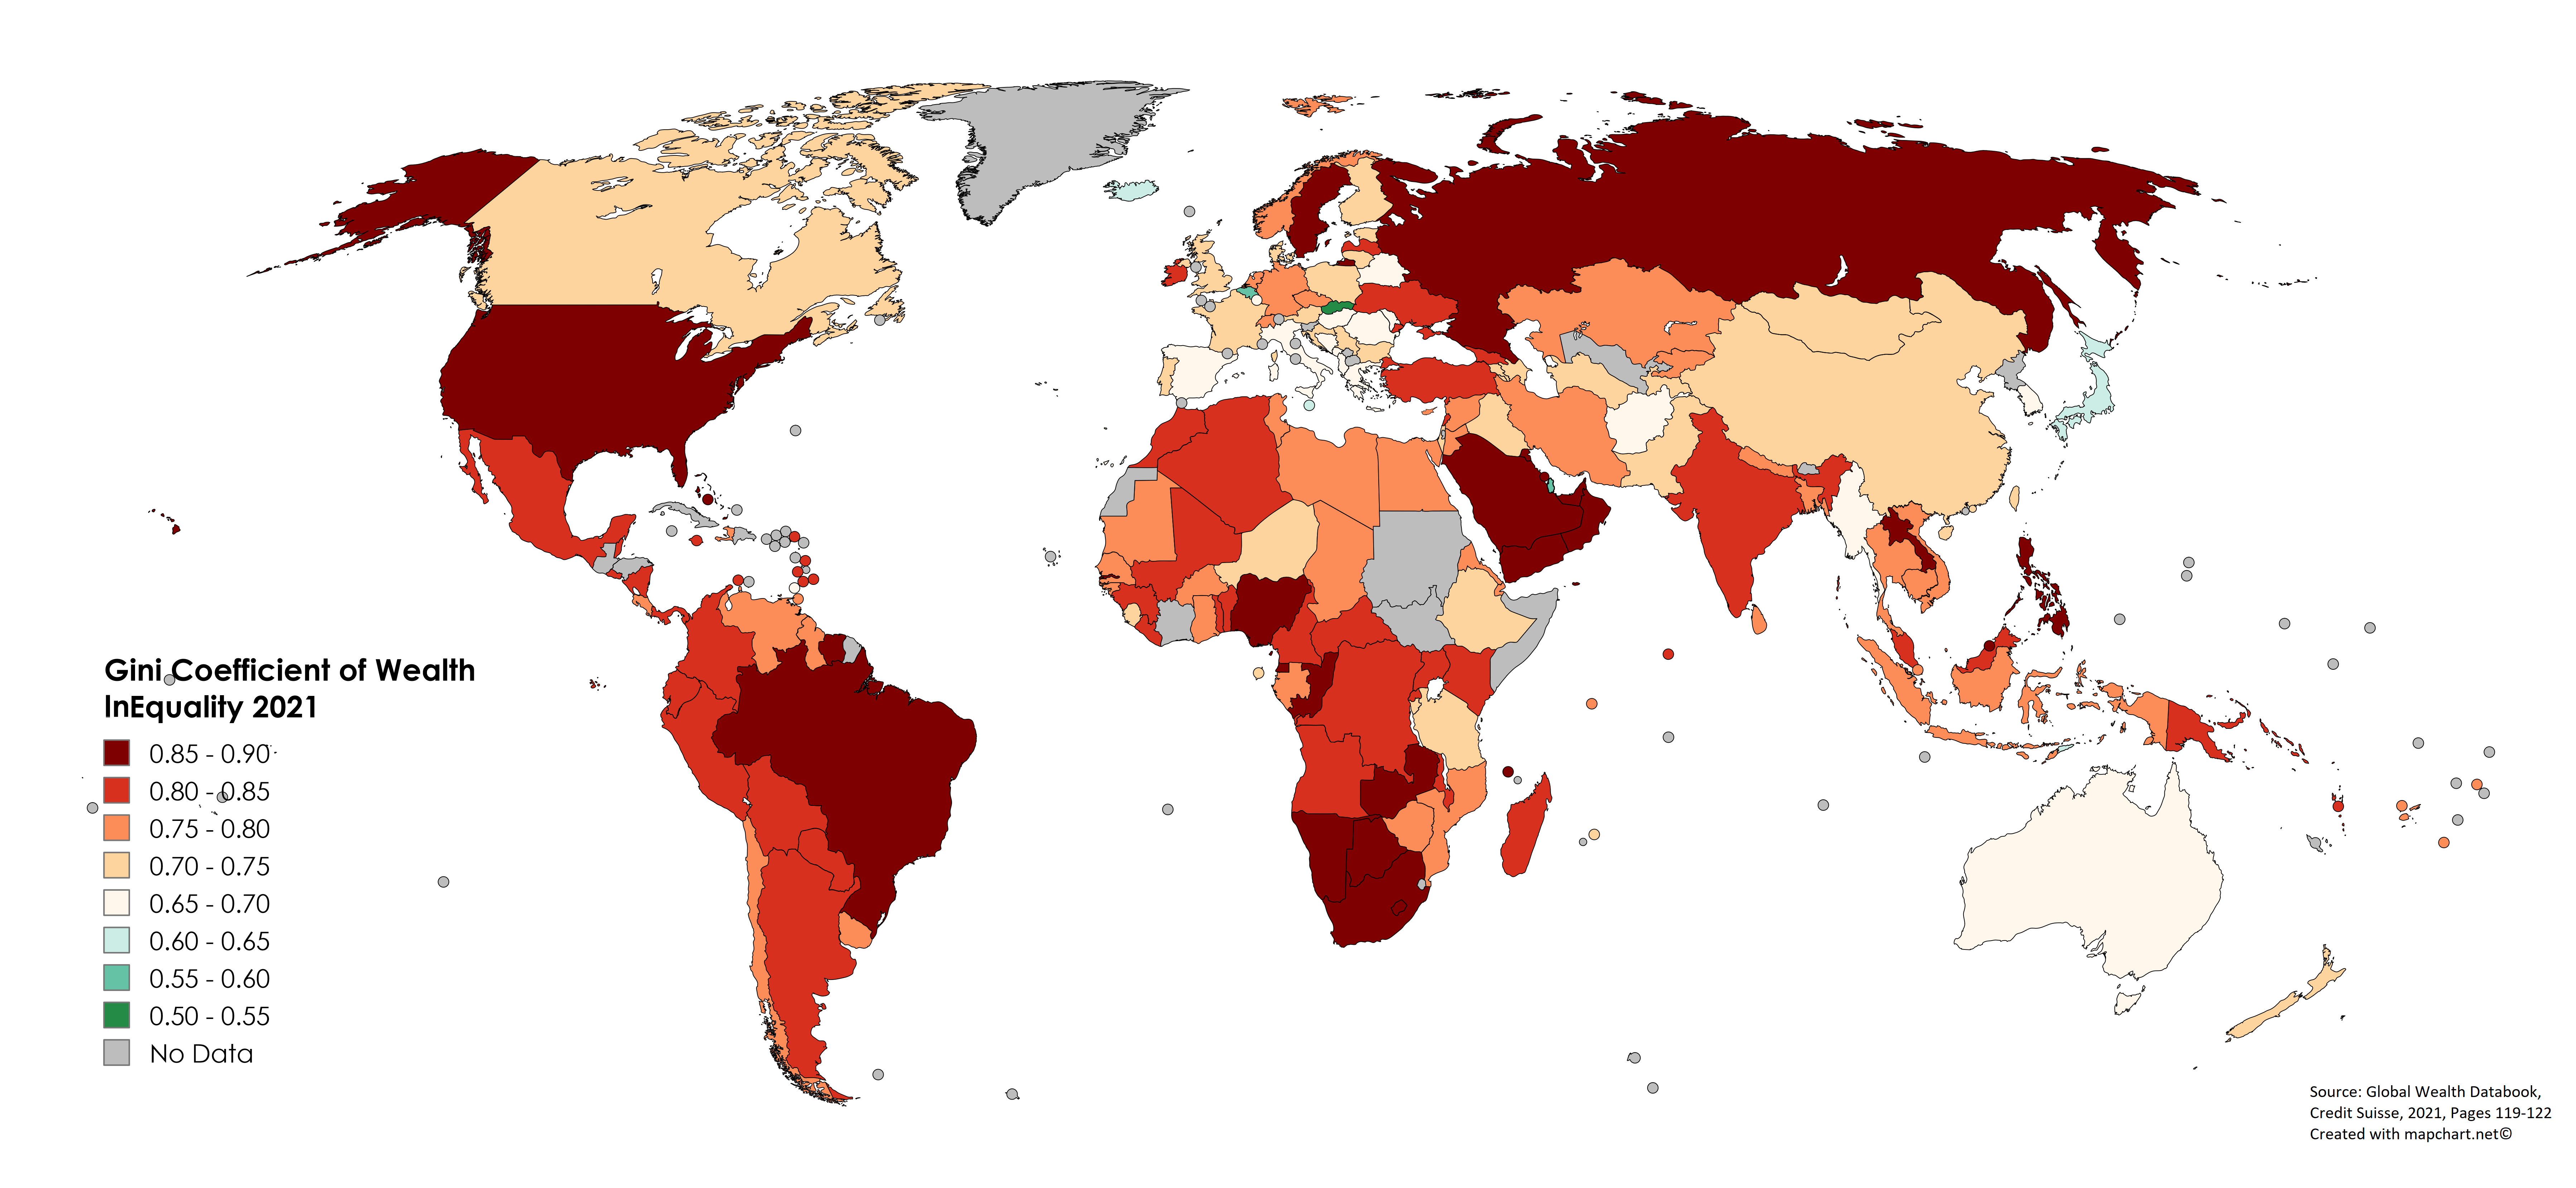 Gini Coefficient of Wealth
InEquality 2021
0.85 - 0.90
0.80 - 0.85
0.75 - 0.80
0.70 - 0.75
0.65 - 0.70
0.60 - 0.65
0.55 - 0.60
0.50 - 0.55
No Data
Source: Global Wealth Databook,
Credit Suisse, 2021, Pages 119-122
Created with mapchart.net©